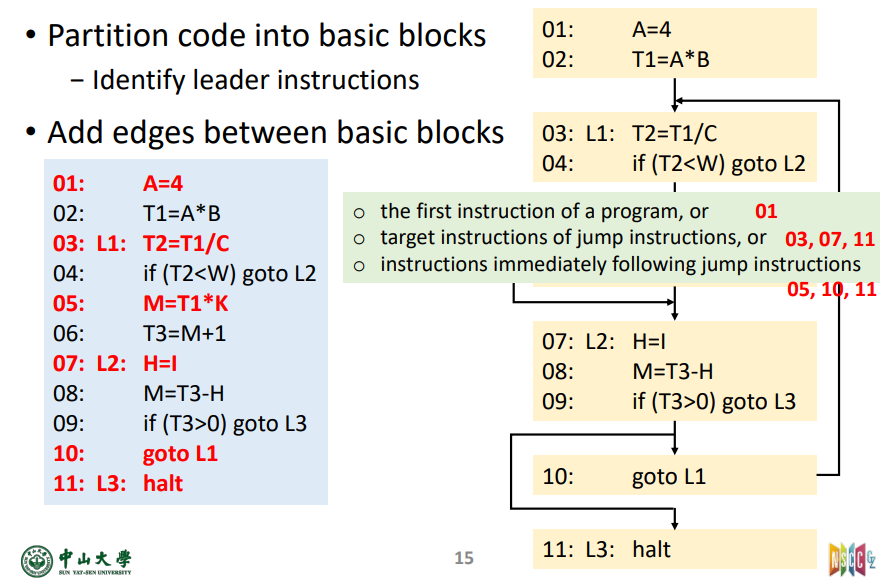 • Partition code into basic blocks
– Identify leader instructions
• Add edges between basic blocks
01: A=4
02: T1=A*B
03: L1: T2=T1/C
04: if (T2<W) goto L2
05: M=T1*K
06: T3=M+1
07: L2: H=I
08: M=T3-H
09: if (T3>0) goto L3
10: goto L1
11: L3: halt
01: A=4
02: T1=A*B
03: L1: T2=T1/C
04: if (T2<W) goto L2
○ the first instruction of a program, or 01
○ target instructions of jump instructions, or 03, 07, 11
○ instructions immediately following jump instructions
05, 10, 11
07: L2: H=I
08: M=T3-H
09: if (T3>0) goto L3
10: goto L1
11: L3: halt
中山大學
SUN YAT-SEN UNIVERSITY
15
NSCC GZ